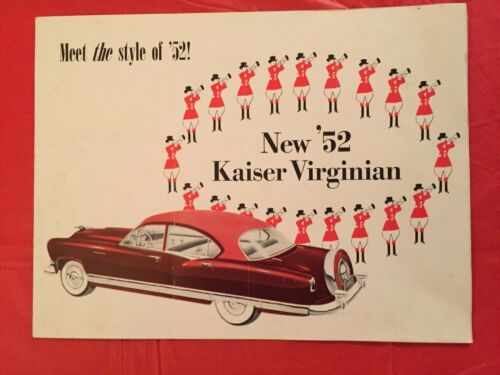 Meet the style of '52!
New '52
Kaiser Virginian